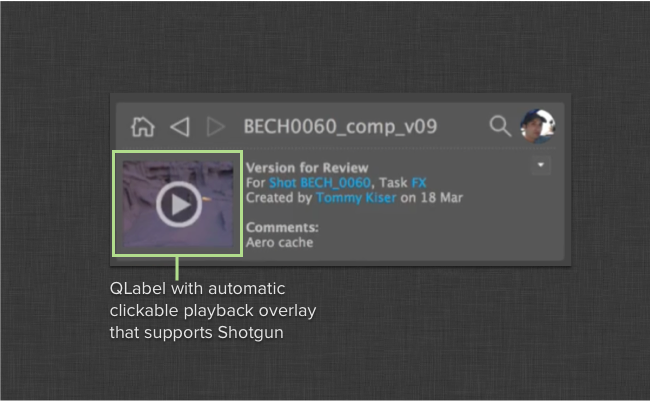 BECH0060_comp_v09
Version for Review
For Shot BECH_0060, Task FX
Created by Tommy Kiser on 18 Mar
Comments:
Aero cache
QLabel with automatic
clickable playback overlay
that supports Shotgun